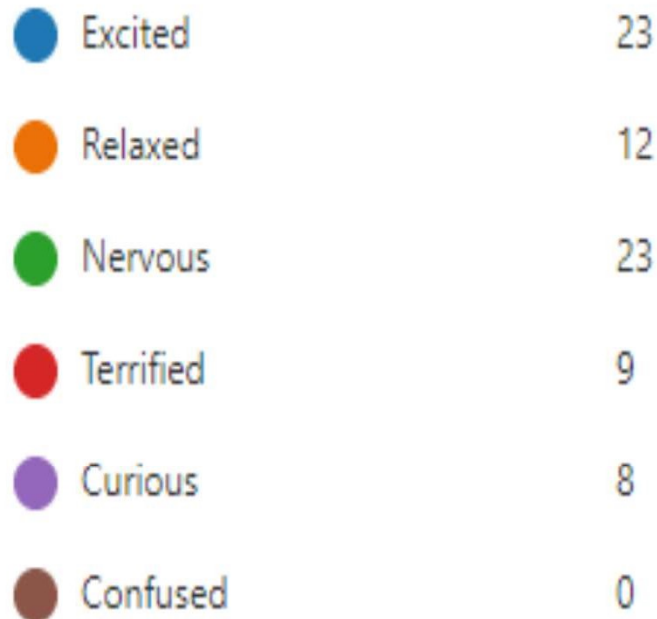 Excited 23
Relaxed 12
Nervous 23
Terrified 9
Curious 8
Confused 0